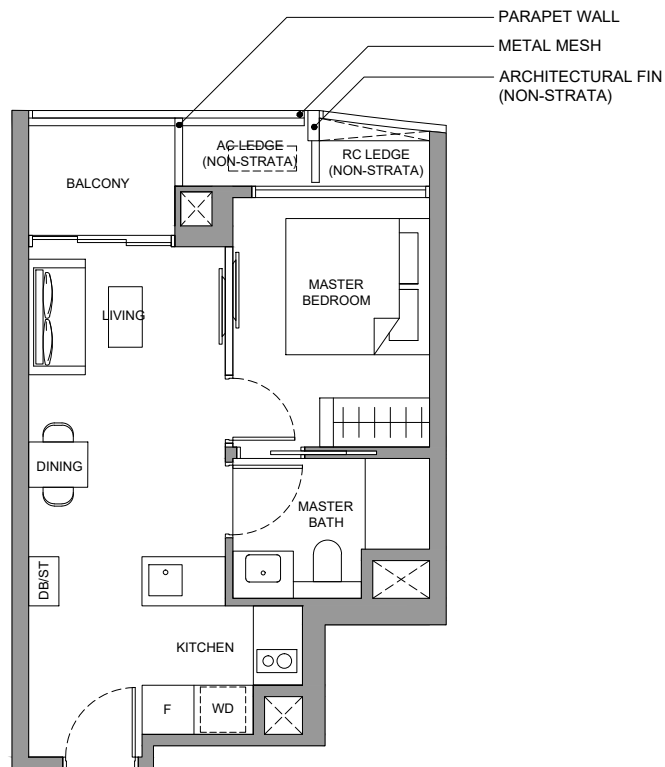 PARAPET WALL
METAL MESH
ARCHITECTURAL FIN
(NON-STRATA)
AC LEDGE
(NON-STRATA)
RC LEDGE
(NON-STRATA)
BALCONY
MASTER
BEDROOM
LIVING
DINING
MASTER
BATH
DB/ST
KITCHEN
F
WD